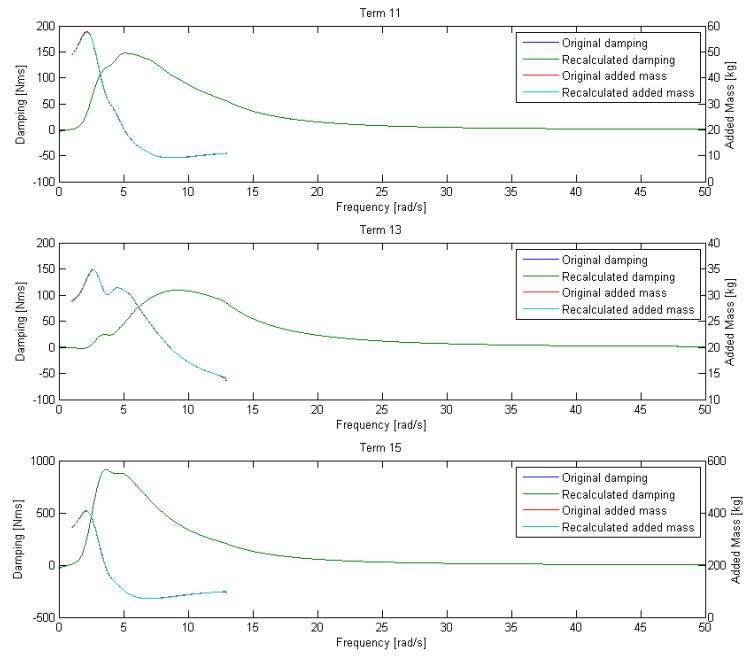 Term 11
200
150
100
50
0
-50
-100
Damping [Nms]
60
50
40
30
20
10
0
Added Mass [kg]
Original damping
Recalculated damping
Original added mass
Recalculated added mass
0 5 10 15 20 25 30 35 40 45 50
Frequency [rad/s]
Term 13
200
150
100
50
0
-50
-100
Damping [Nms]
40
35
30
25
20
15
10
Added Mass [kg]
Original damping
Recalculated damping
Original added mass
Recalculated added mass
0 5 10 15 20 25 30 35 40 45 50
Frequency [rad/s]
Term 15
1000
500
0
-500
Damping [Nms]
600
400
200
0
Added Mass [kg]
Original damping
Recalculated damping
Original added mass
Recalculated added mass
0 5 10 15 20 25 30 35 40 45 50
Frequency [rad/s]